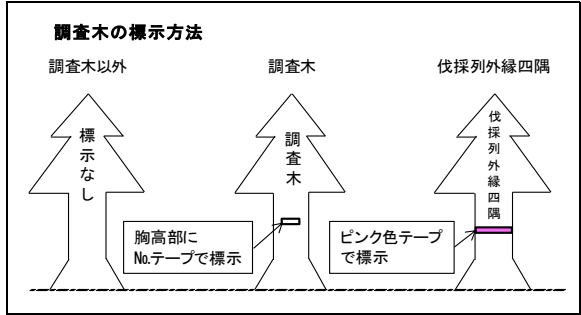 調査木の標示方法
調査木以外
調査木
伐採列外縁四隅
標示なし
調査木
伐採列外縁四隅
胸高部に
No.テープで標示
ピンク色テープ
で標示